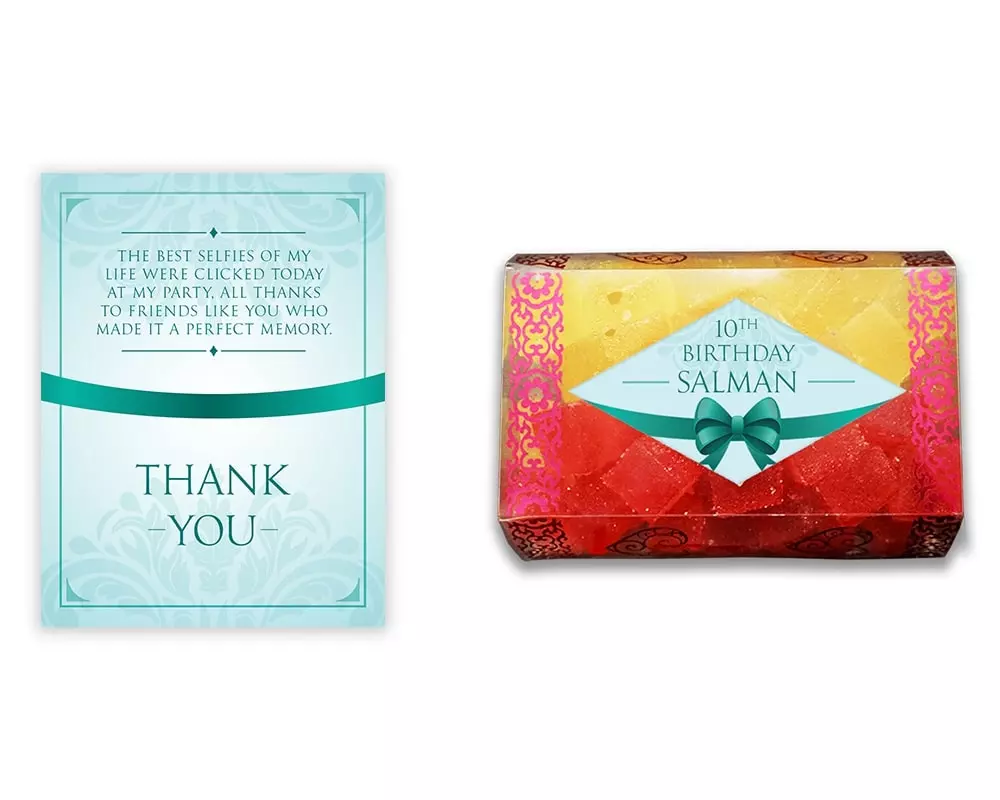 THE BEST SELFIES OF MY
LIFE WERE CLICKED TODAY
AT MY PARTY, ALL THANKS
TO FRIENDS LIKE YOU WHO
MADE IT A PERFECT MEMORY.
THANK
-YOU-
10TH
BIRTHDAY
SALMAN